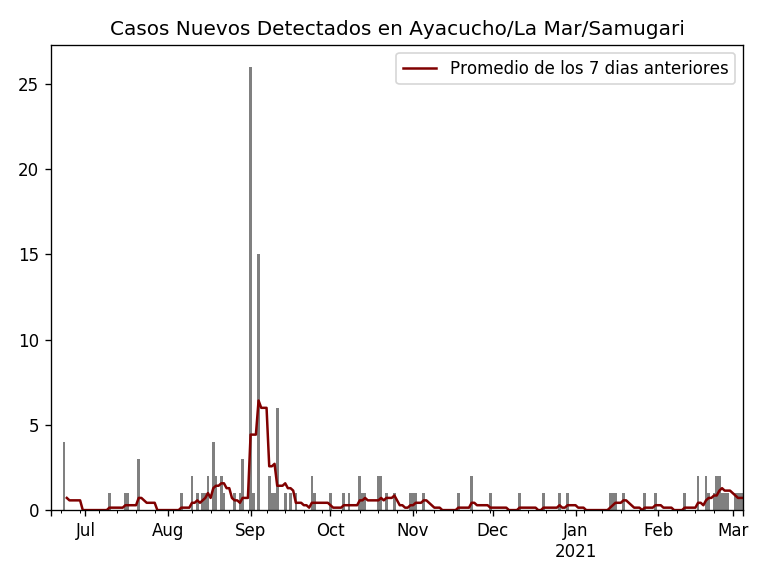 Casos Nuevos Detectados en Ayacucho/La Mar/Samugari
Promedio de los 7 dias anteriores
25
20
15
10
5
0
Jul Aug Sep Oct Nov Dec Jan Feb Mar
2021